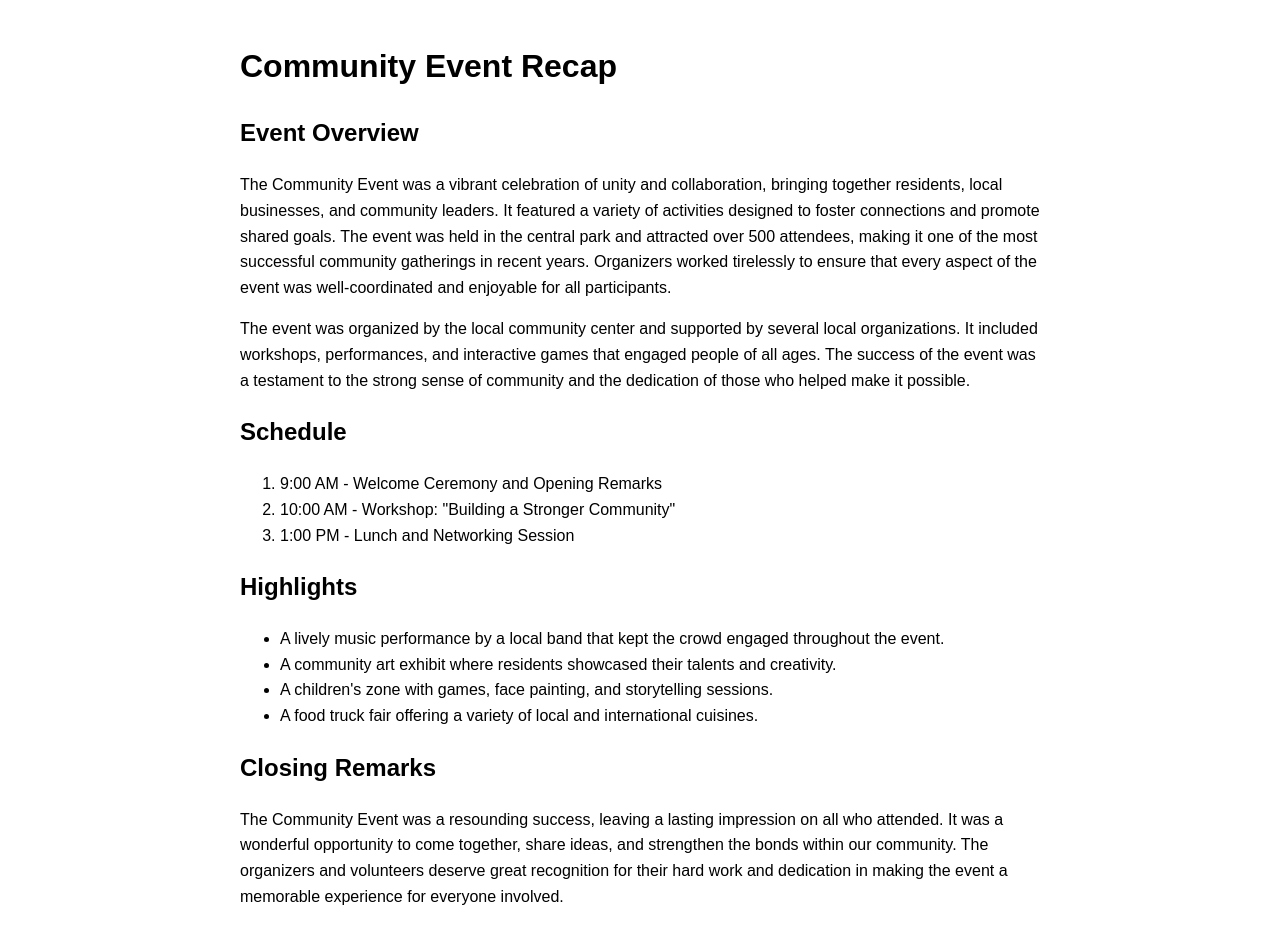 Community Event Recap
Event Overview
The Community Event was a vibrant celebration of unity and collaboration, bringing together residents, local
businesses, and community leaders. It featured a variety of activities designed to foster connections and promote
shared goals. The event was held in the central park and attracted over 500 attendees, making it one of the most
successful community gatherings in recent years. Organizers worked tirelessly to ensure that every aspect of the
event was well-coordinated and enjoyable for all participants.
The event was organized by the local community center and supported by several local organizations. It included
workshops, performances, and interactive games that engaged people of all ages. The success of the event was
a testament to the strong sense of community and the dedication of those who helped make it possible.
Schedule
1. 9:00 AM - Welcome Ceremony and Opening Remarks
2. 10:00 AM - Workshop: "Building a Stronger Community"
3. 1:00 PM - Lunch and Networking Session
Highlights
• A lively music performance by a local band that kept the crowd engaged throughout the event.
• A community art exhibit where residents showcased their talents and creativity.
• A children's zone with games, face painting, and storytelling sessions.
• A food truck fair offering a variety of local and international cuisines.
Closing Remarks
The Community Event was a resounding success, leaving a lasting impression on all who attended. It was a
wonderful opportunity to come together, share ideas, and strengthen the bonds within our community. The
organizers and volunteers deserve great recognition for their hard work and dedication in making the event a
memorable experience for everyone involved.